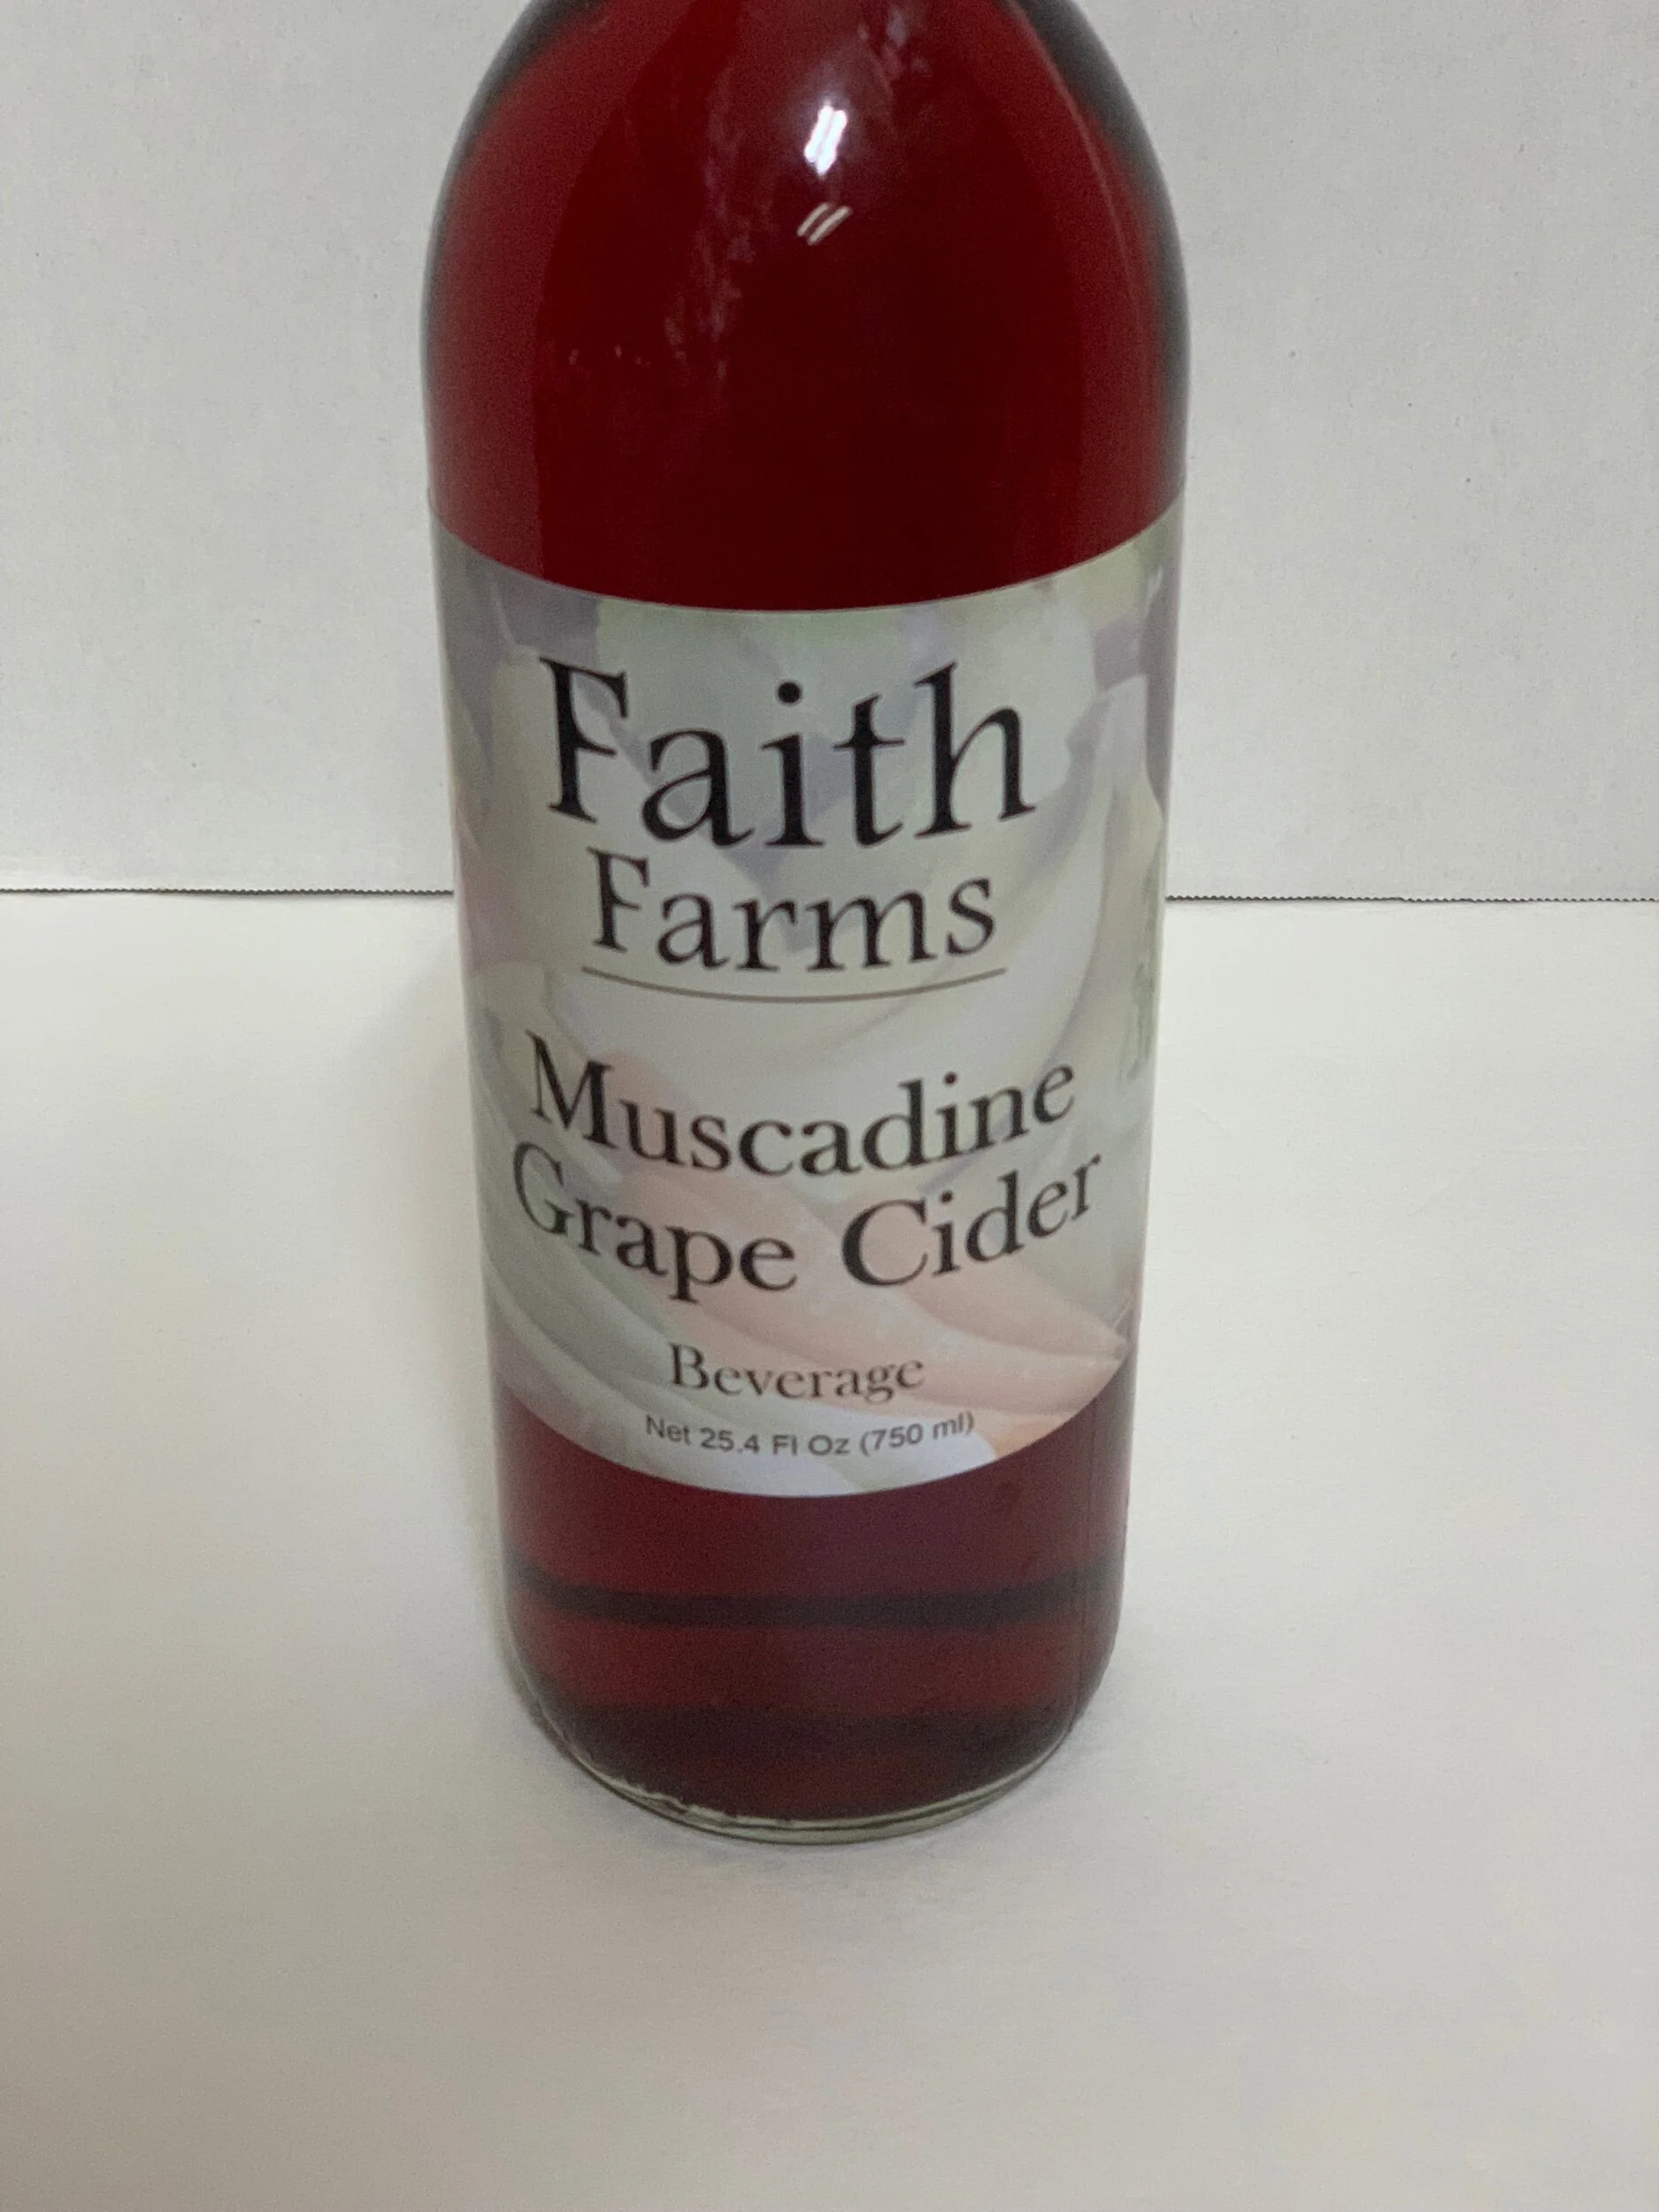 Faith
Farms
Muscadine
Grape Cider
Beverage
Net 25.4 Fl Oz (750 ml)